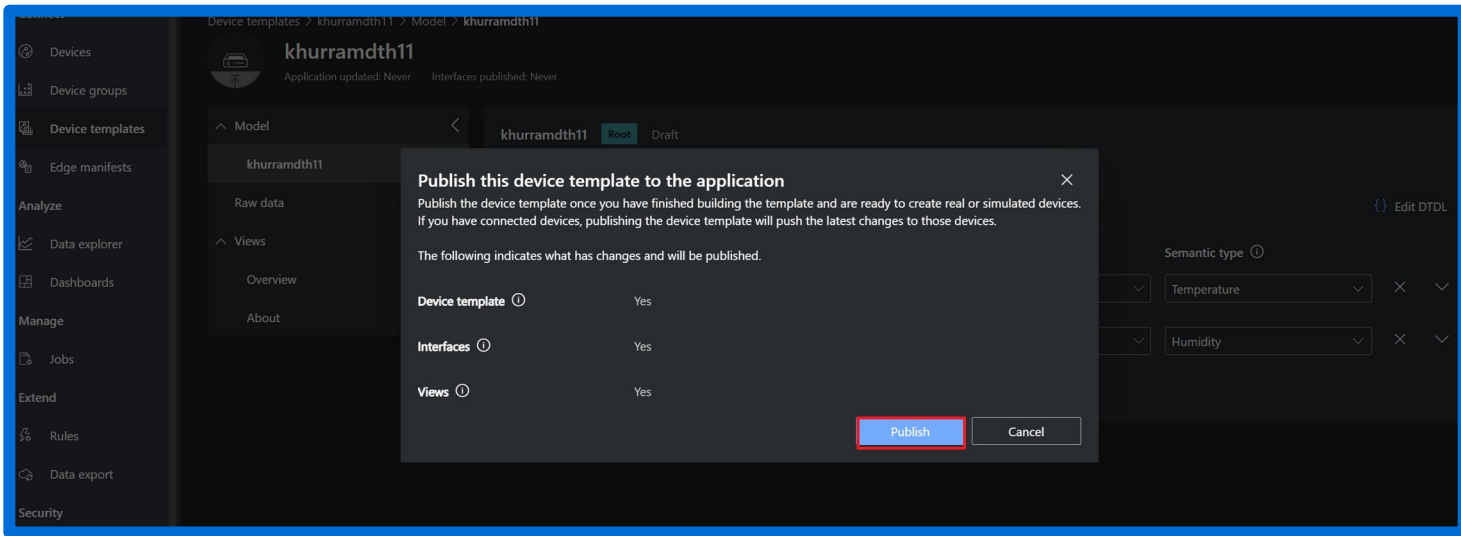 Connect
Devices
Device groups
Device templates
Edge manifests
Analyze
Data explorer
Dashboards
Manage
Jobs
Extend
Rules
Data export
Security
Device templates > khurramdth11 > Model > khurramdth11
khurramdth11
Application updated: Never Interfaces published: Never
Model
khurramdth11
Raw data
Views
Overview
About
khurramdth11 Root Draft
{} Edit DTDL
Semantic type
Temperature
Humidity
Publish this device template to the application
Publish the device template once you have finished building the template and are ready to create real or simulated devices.
If you have connected devices, publishing the device template will push the latest changes to those devices.
The following indicates what has changes and will be published.
Device template Yes
Interfaces Yes
Views Yes
Publish Cancel